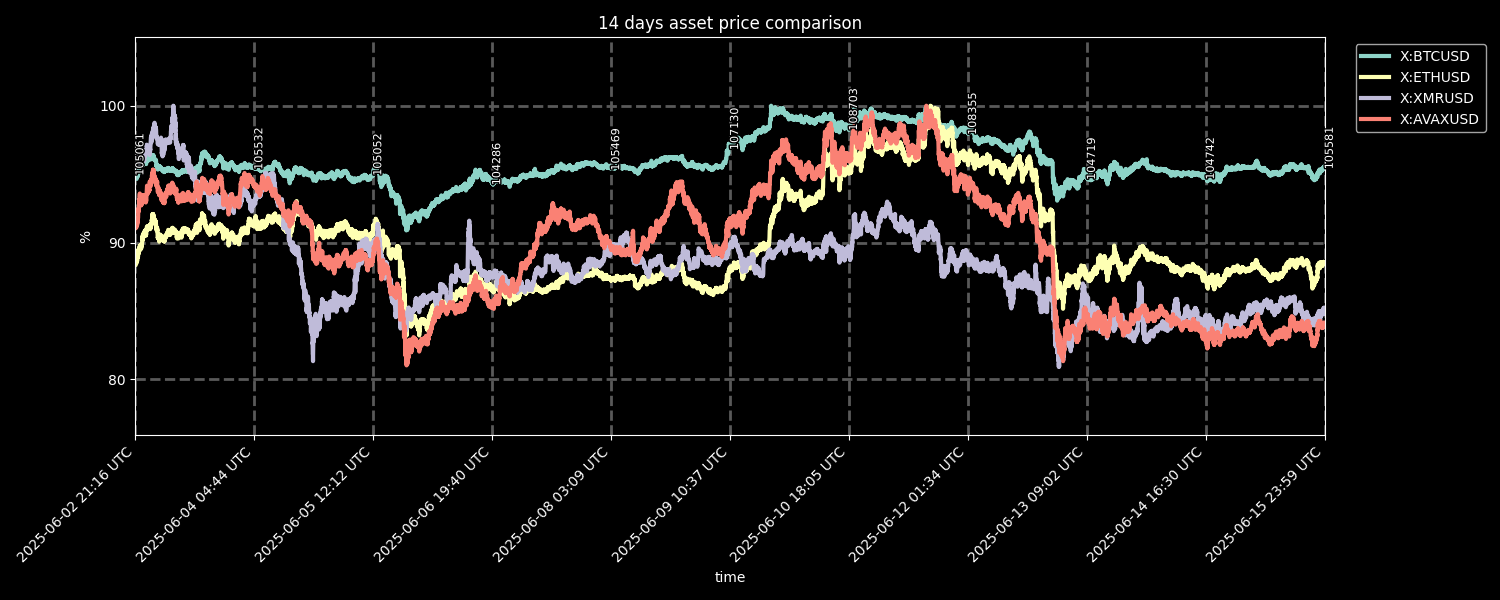 14 days asset price comparison
X:BTCUSD
X:ETHUSD
X:XMRUSD
X:AVAXUSD
100
90
80
%
105061
105532
105052
104286
105469
107130
108703
108355
104719
104742
105581
2025-06-02 21:16 UTC
2025-06-04 04:44 UTC
2025-06-05 12:12 UTC
2025-06-06 19:40 UTC
2025-06-08 03:09 UTC
2025-06-09 10:37 UTC
2025-06-10 18:05 UTC
2025-06-12 01:34 UTC
2025-06-13 09:02 UTC
2025-06-14 16:30 UTC
2025-06-15 23:59 UTC
time